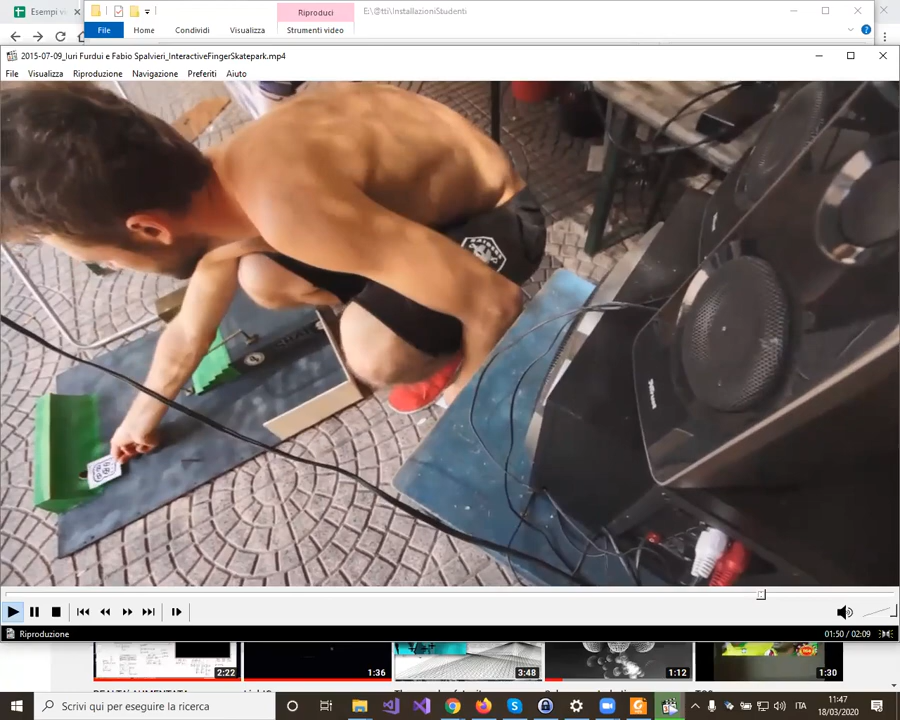 Esempi vi
Riproduci
E:\@tti\InstallazioniStudenti
File
Home
Condividi
Visualizza
Strumenti video
2015-07-09_Iuri Furdui e Fabio Spalvieri_InteractiveFingerSkatepark.mp4
File
Visualizza
Riproduzione
Navigazione
Preferiti
Aiuto
Riproduzione
01:50 / 02:09
2:22
1:36
3:48
1:12
1:30
Scrivi qui per eseguire la ricerca
ITA
11:47
18/03/2020